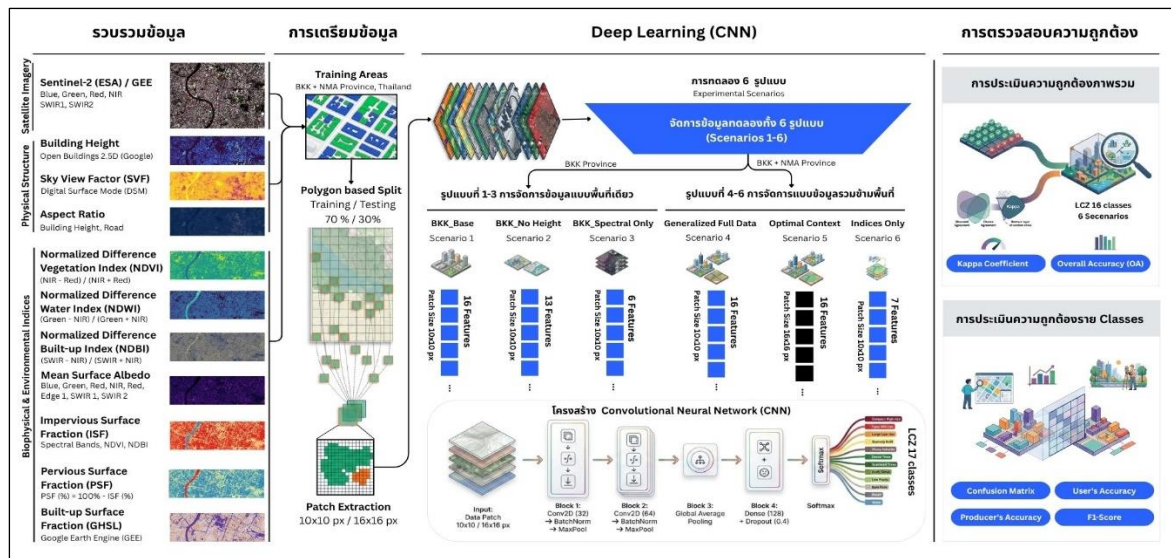 รวบรวมข้อมูล
Satellite Imagery
Sentinel-2 (ESA) / GEE
Blue, Green, Red, NIR
SWIR1, SWIR2
Physical Structure
Building Height
Open Buildings 2.5D (Google)
Sky View Factor (SVF)
Digital Surface Mode (DSM)
Aspect Ratio
Building Height, Road
Biophysical & Environmental Indices
Normalized Difference
Vegetation Index (NDVI)
(NIR - Red) / (NIR + Red)
Normalized Difference
Water Index (NDWI)
(Green - NIR) / (Green + NIR)
Normalized Difference
Built-up Index (NDBI)
(SWIR - NIR) / (SWIR + NIR)
Mean Surface Albedo
Blue, Green, Red, NIR, Red,
Edge 1, SWIR 1, SWIR 2
Impervious Surface
Fraction (ISF)
Spectral Bands, NDVI, NDBI
Pervious Surface
Fraction (PSF)
PSF (%) = 100% - ISF (%)
Built-up Surface
Fraction (GHSL)
Google Earth Engine (GEE)
การเตรียมข้อมูล
Training Areas
BKK + NMA Province, Thailand
Polygon based Split
Training / Testing
70 % / 30%
Patch Extraction
10x10 px / 16x16 px
Deep Learning (CNN)
การทดลอง 6 รูปแบบ
Experimental Scenarios
จัดการข้อมูลทดลองทั้ง 6 รูปแบบ
(Scenarios 1-6)
BKK Province
BKK + NMA Province
รูปแบบที่ 1-3 การจัดการข้อมูลแบบพื้นที่เดียว
รูปแบบที่ 4-6 การจัดการแบบข้อมูลรวมข้ามพื้นที่
BKK_Base
Scenario 1
16 Features
Patch Size 10x10 px
BKK_No Height
Scenario 2
13 Features
Patch Size 10x10 px
BKK_Spectral Only
Scenario 3
6 Features
Patch Size 10x10 px
Generalized Full Data
Scenario 4
16 Features
Patch Size 10x10 px
Optimal Context
Scenario 5
16 Features
Patch Size 16x16 px
Indices Only
Scenario 6
7 Features
Patch Size 10x10 px
โครงสร้าง Convolutional Neural Network (CNN)
Input:
Data Patch
10x10 / 16x16 px
Block 1:
Conv2D (32)
→ BatchNorm
→ MaxPool
Block 2:
Conv2D (64)
→ BatchNorm
→ MaxPool
Block 3:
Global Average
Pooling
Block 4:
Dense (128)
+ Dropout (0.4)
Softmax
Softmax
LCZ 17 classes
การตรวจสอบความถูกต้อง
การประเมินความถูกต้องภาพรวม
Kappa
LCZ 16 classes
6 Secenarios
Kappa Coefficient
Overall Accuracy (OA)
การประเมินความถูกต้องราย Classes
Confusion Matrix
User's Accuracy
Producer's Accuracy
F1-Score